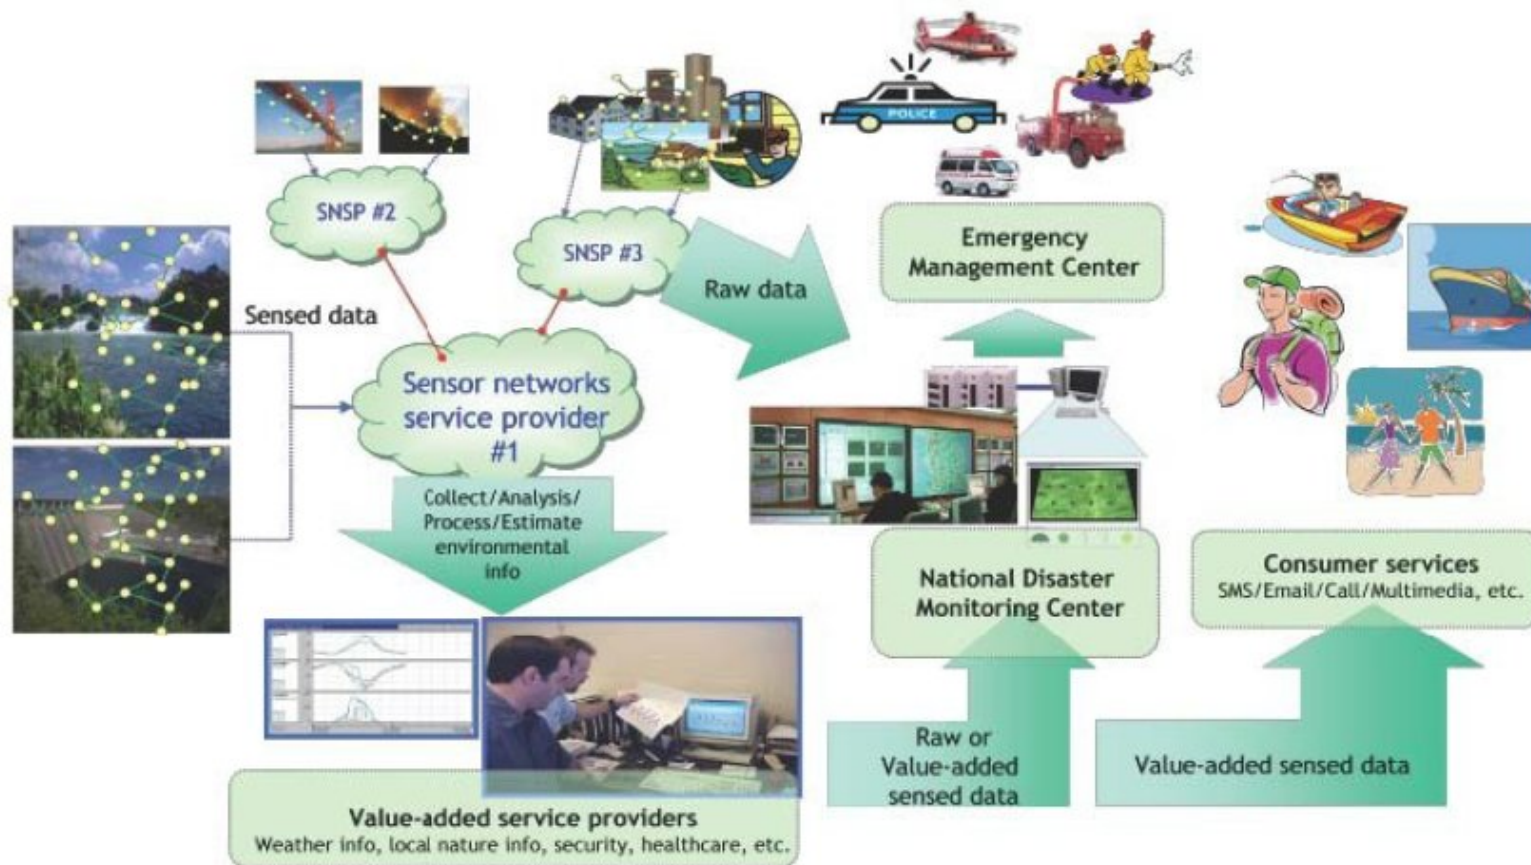 SNSP #2
SNSP #3
POLICE
Emergency
Management Center
Raw data
Sensed data
Sensor networks
service provider
#1
Collect/Analysis/
Process/Estimate
environmental
info
National Disaster
Monitoring Center
Consumer services
SMS/Email/Call/Multimedia, etc.
Raw or
Value-added
sensed data
Value-added sensed data
Value-added service providers
Weather info, local nature info, security, healthcare, etc.